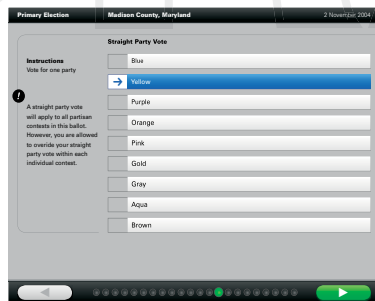 Primary Election
Madison County, Maryland
2 November, 2004
Straight Party Vote
Instructions
Vote for one party
!
A straight party vote
will apply to all partisan
contests in this ballot.
However, you are allowed
to overide your straight
party vote within each
individual contest.
Blue
Yellow
Purple
Orange
Pink
Gold
Gray
Aqua
Brown